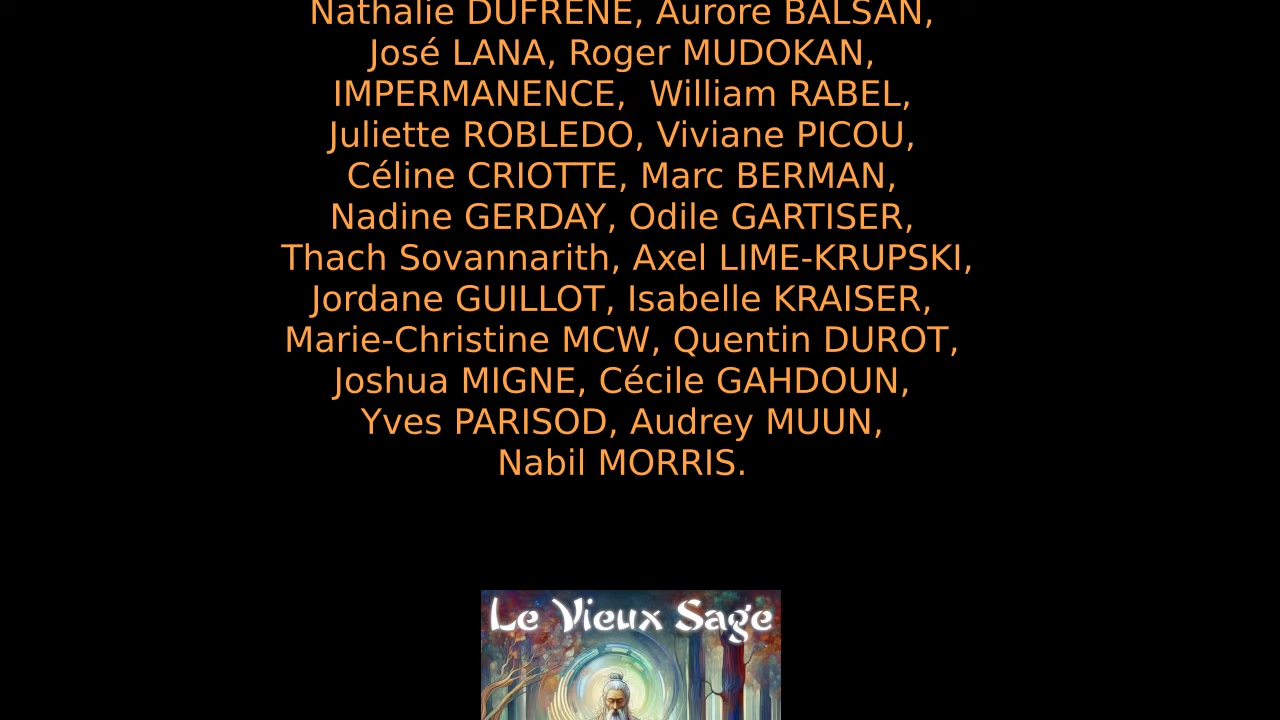 Nathalie DUFRENE, Aurore BALSAN,
José LANA, Roger MUDOKAN,
IMPERMANENCE,  William RABEL,
Juliette ROBLEDO, Viviane PICOU,
Céline CRIOTTE, Marc BERMAN,
Nadine GERDAY, Odile GARTISER,
Thach Sovannarith, Axel LIME-KRUPSKI,
Jordane GUILLOT, Isabelle KRAISER,
Marie-Christine MCW, Quentin DUROT,
Joshua MIGNE, Cécile GAHDOUN,
Yves PARISOD, Audrey MUUN,
Nabil MORRIS.
Le Vieux Sage